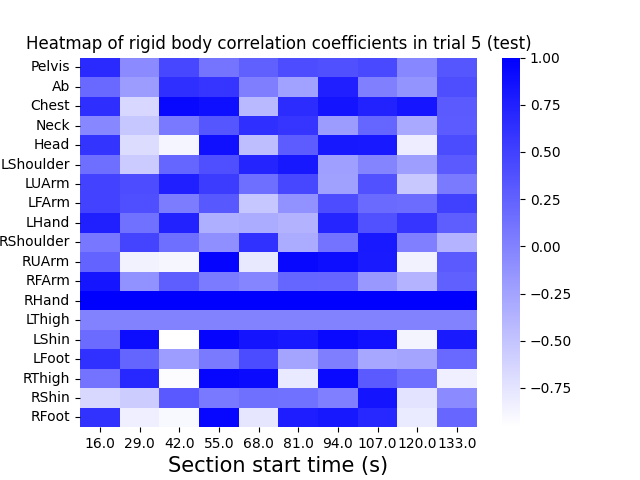 Heatmap of rigid body correlation coefficients in trial 5 (test)
Pelvis
Ab
Chest
Neck
Head
LShoulder
LUArm
LFArm
LHand
RShoulder
RUArm
RFArm
RHand
LThigh
LShin
LFoot
RThigh
RShin
RFoot
16.0 29.0 42.0 55.0 68.0 81.0 94.0 107.0 120.0 133.0
Section start time (s)
1.00
0.75
0.50
0.25
0.00
−0.25
−0.50
−0.75